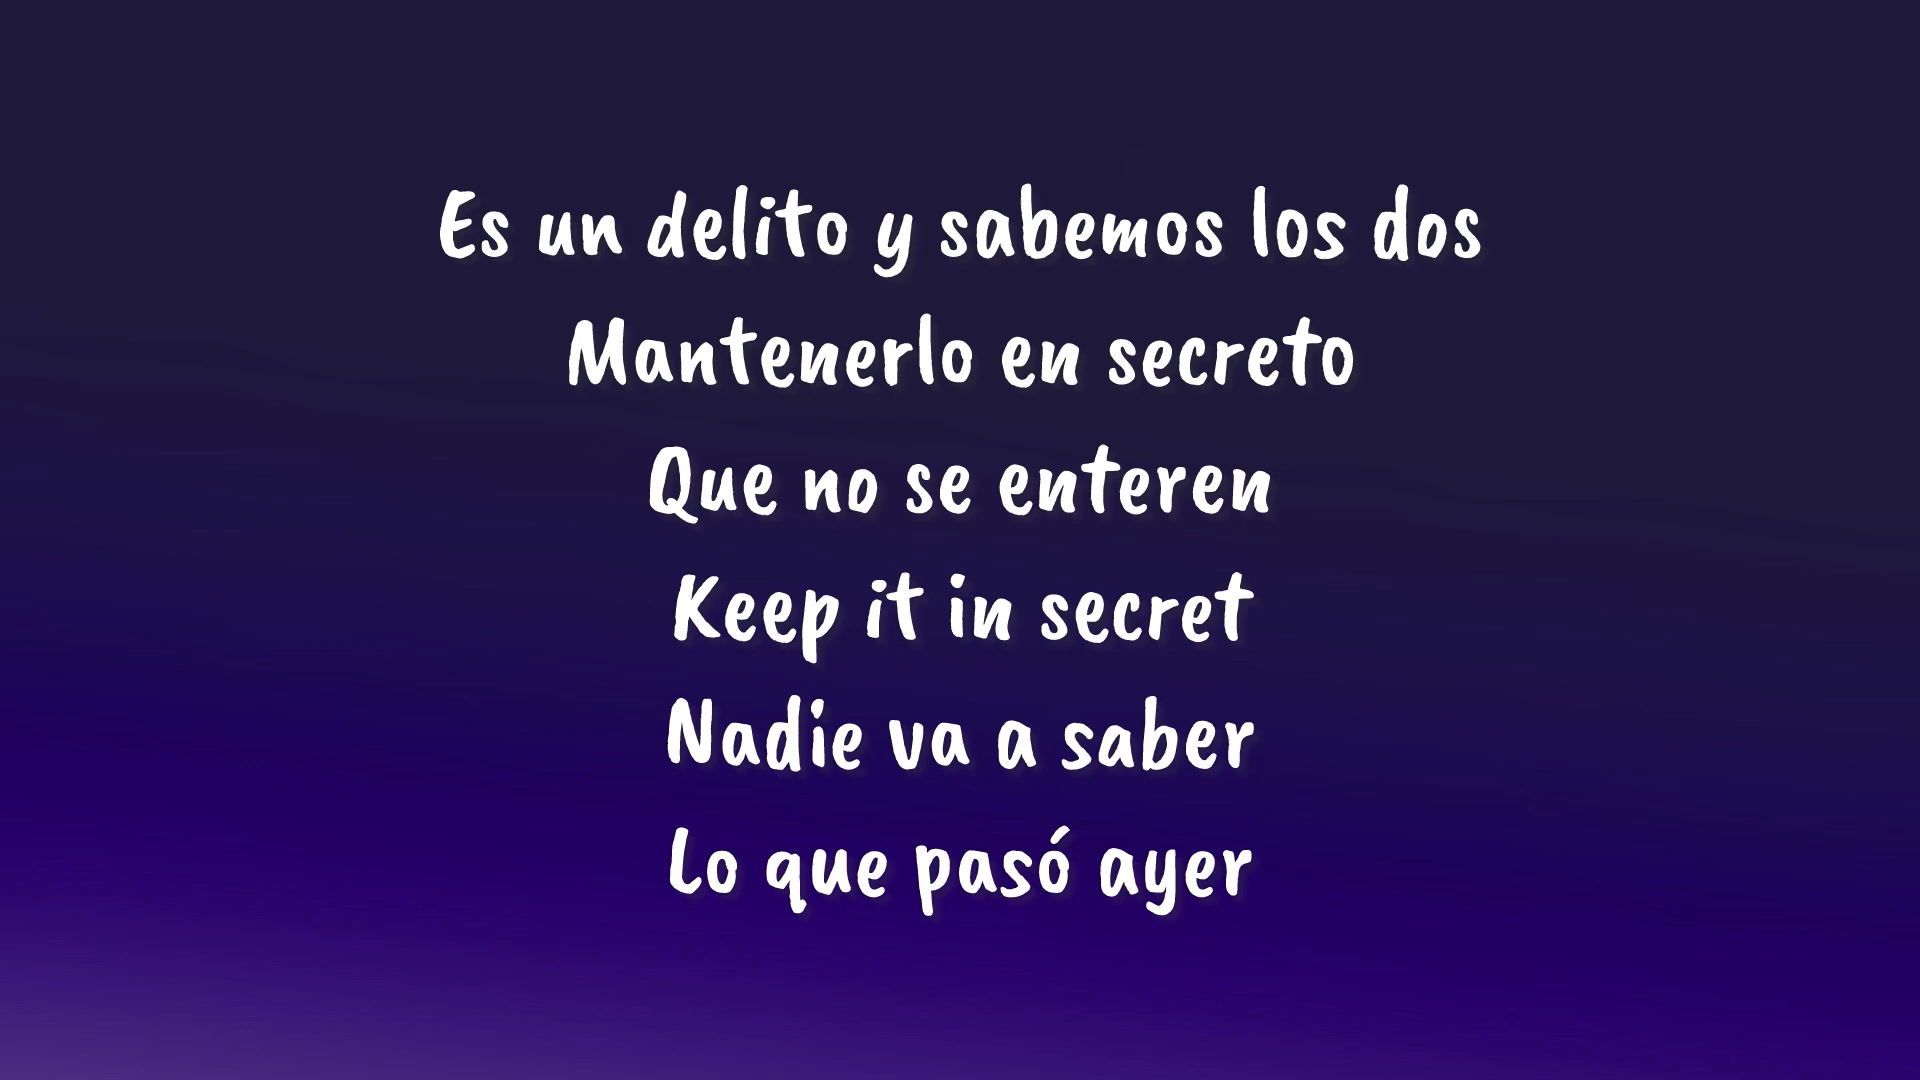 Es un delito y sabemos los dos
Mantenerlo en secreto
Que no se enteren
Keep it in secret
Nadie va a saber
Lo que pasó ayer